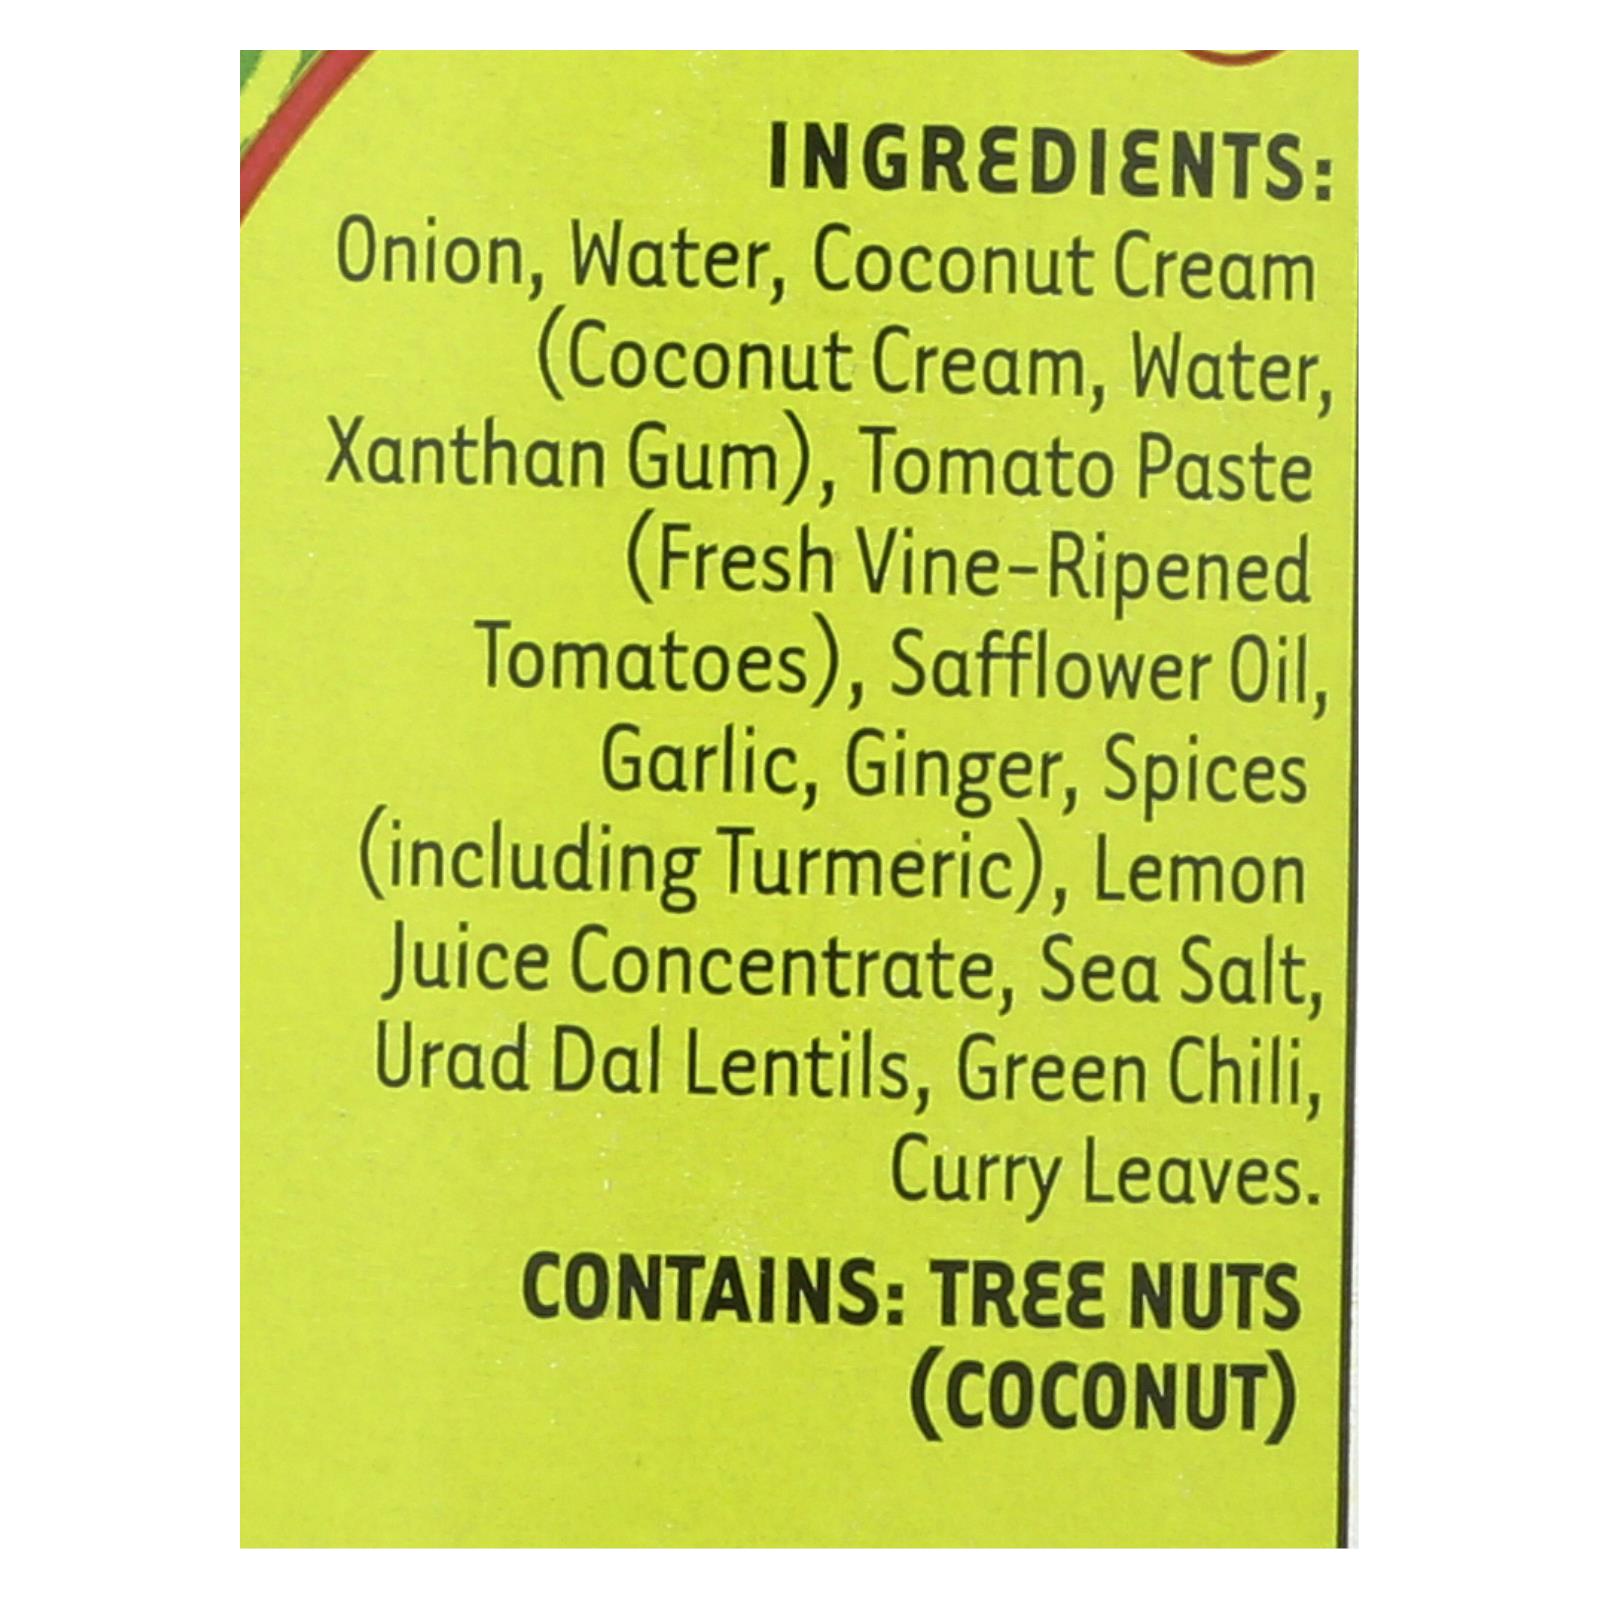 INGREDIENTS:
Onion, Water, Coconut Cream
(Coconut Cream, Water,
Xanthan Gum), Tomato Paste
(Fresh Vine-Ripened
Tomatoes), Safflower Oil,
Garlic, Ginger, Spices
(including Turmeric), Lemon
Juice Concentrate, Sea Salt,
Urad Dal Lentils, Green Chili,
Curry Leaves.
CONTAINS: TREE NUTS
(COCONUT)